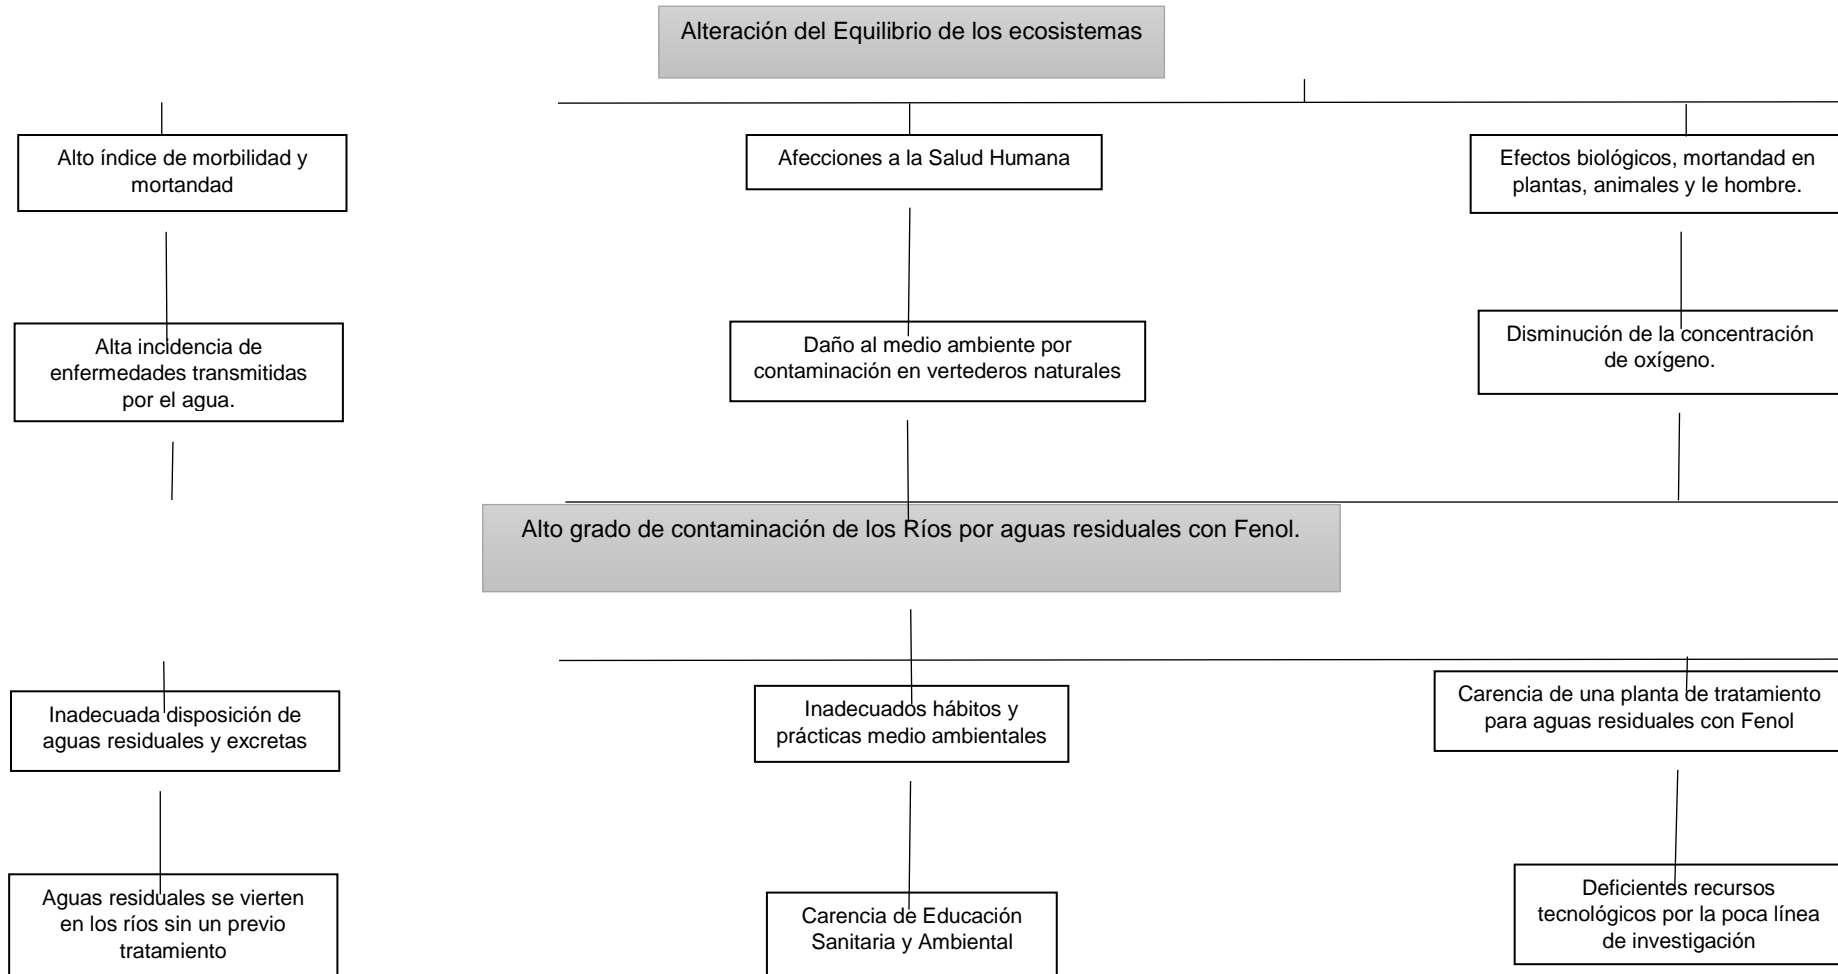 Alteración del Equilibrio de los ecosistemas
Alto índice de morbilidad y
mortandad
Afecciones a la Salud Humana
Efectos biológicos, mortandad en
plantas, animales y le hombre.
Alta incidencia de
enfermedades transmitidas
por el agua.
Daño al medio ambiente por
contaminación en vertederos naturales
Disminución de la concentración
de oxígeno.
Alto grado de contaminación de los Ríos por aguas residuales con Fenol.
Inadecuada disposición de
aguas residuales y excretas
Inadecuados hábitos y
prácticas medio ambientales
Carencia de una planta de tratamiento
para aguas residuales con Fenol
Aguas residuales se vierten
en los ríos sin un previo
tratamiento
Carencia de Educación
Sanitaria y Ambiental
Deficientes recursos
tecnológicos por la poca línea
de investigación